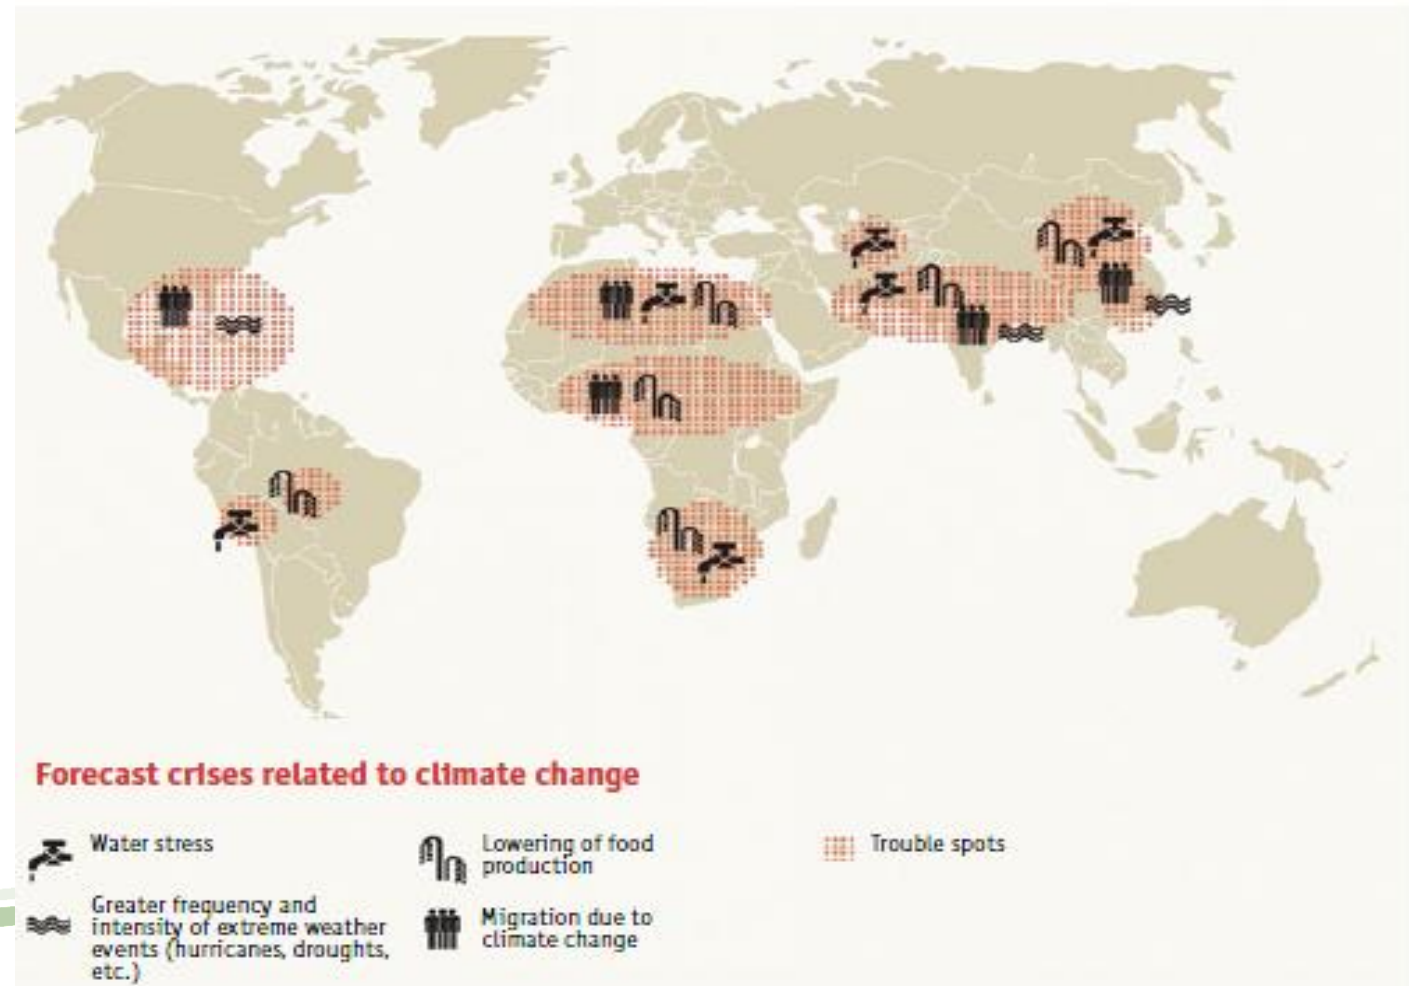 Forecast crises related to climate change
Water stress
Greater frequency and
intensity of extreme weather
events (hurricanes, droughts,
etc.)
Lowering of food
production
Migration due to
climate change
Trouble spots